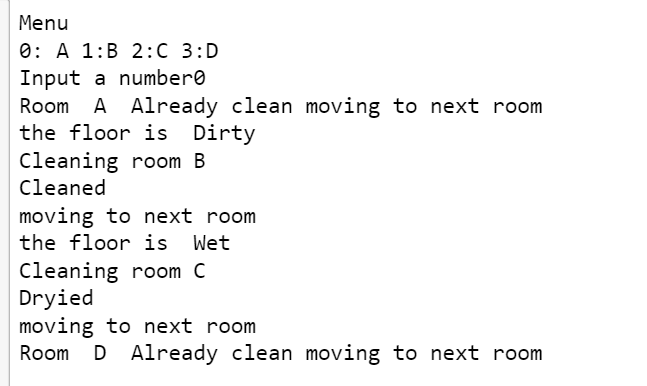 Menu
0: A 1:B 2:C 3:D
Input a number0
Room  A  Already clean moving to next room
the floor is  Dirty
Cleaning room B
Cleaned
moving to next room
the floor is  Wet
Cleaning room C
Dryied
moving to next room
Room  D  Already clean moving to next room